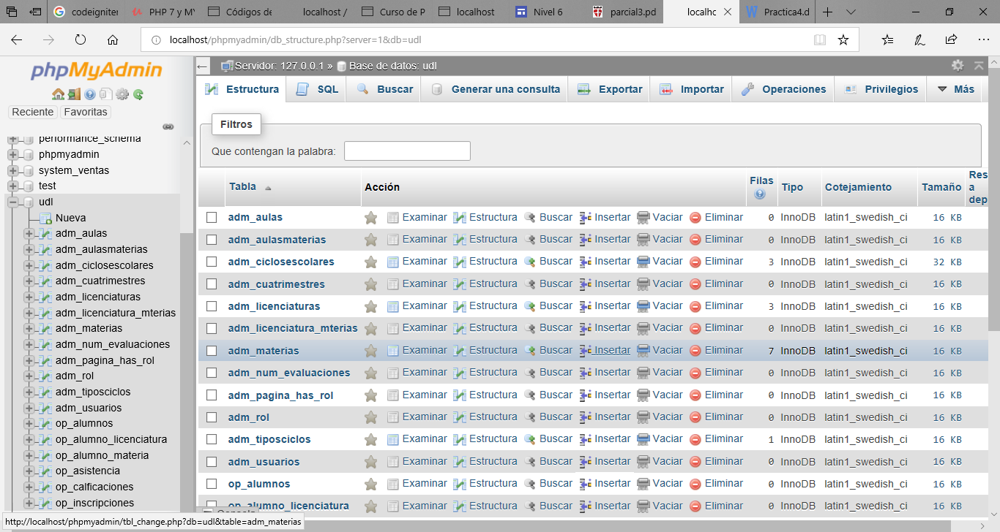 codeigniter
PHP 7 y MY
Códigos de
localhost /
Curso de P
localhost
Nivel 6
parcial3.pd
localhc
Practica4.d
localhost/phpmyadmin/db_structure.php?server=1&db=udl
phpMyAdmin
Reciente Favoritas
performance_schema
phpmyadmin
system_ventas
test
udl
Nueva
adm_aulas
adm_aulasmaterias
adm_ciclosescolares
adm_cuatrimestres
adm_licenciaturas
adm_licenciatura_mterias
adm_materias
adm_num_evaluaciones
adm_pagina_has_rol
adm_rol
adm_tiposciclos
adm_usuarios
op_alumnos
op_alumno_licenciatura
op_alumno_materia
op_asistencia
op_calficaciones
op_inscripciones
http://localhost/phpmyadmin/tbl_change.php?db=udl&table=adm_materias
Servidor: 127.0.0.1 » Base de datos: udl
Estructura SQL Buscar Generar una consulta Exportar Importar Operaciones Privilegios Más
Filtros
Que contengan la palabra:
Tabla Acción Filas Tipo Cotejamiento Tamaño Res
a
dep
adm_aulas Examinar Estructura Buscar Insertar Vaciar Eliminar 0 InnoDB latin1_swedish_ci 16 KB
adm_aulasmaterias Examinar Estructura Buscar Insertar Vaciar Eliminar 0 InnoDB latin1_swedish_ci 16 KB
adm_ciclosescolares Examinar Estructura Buscar Insertar Vaciar Eliminar 3 InnoDB latin1_swedish_ci 32 KB
adm_cuatrimestres Examinar Estructura Buscar Insertar Vaciar Eliminar 0 InnoDB latin1_swedish_ci 16 KB
adm_licenciaturas Examinar Estructura Buscar Insertar Vaciar Eliminar 3 InnoDB latin1_swedish_ci 16 KB
adm_licenciatura_mterias Examinar Estructura Buscar Insertar Vaciar Eliminar 0 InnoDB latin1_swedish_ci 16 KB
adm_materias Examinar Estructura Buscar Insertar Vaciar Eliminar 7 InnoDB latin1_swedish_ci 16 KB
adm_num_evaluaciones Examinar Estructura Buscar Insertar Vaciar Eliminar 0 InnoDB latin1_swedish_ci 16 KB
adm_pagina_has_rol Examinar Estructura Buscar Insertar Vaciar Eliminar 0 InnoDB latin1_swedish_ci 16 KB
adm_rol Examinar Estructura Buscar Insertar Vaciar Eliminar 0 InnoDB latin1_swedish_ci 16 KB
adm_tiposciclos Examinar Estructura Buscar Insertar Vaciar Eliminar 1 InnoDB latin1_swedish_ci 16 KB
adm_usuarios Examinar Estructura Buscar Insertar Vaciar Eliminar 0 InnoDB latin1_swedish_ci 16 KB
op_alumnos Examinar Estructura Buscar Insertar Vaciar Eliminar 0 InnoDB latin1_swedish_ci 16 KB
op_alumno_licenciatura Examinar Estructura Buscar Insertar Vaciar Eliminar 0 InnoDB latin1_swedish_ci 16 KB